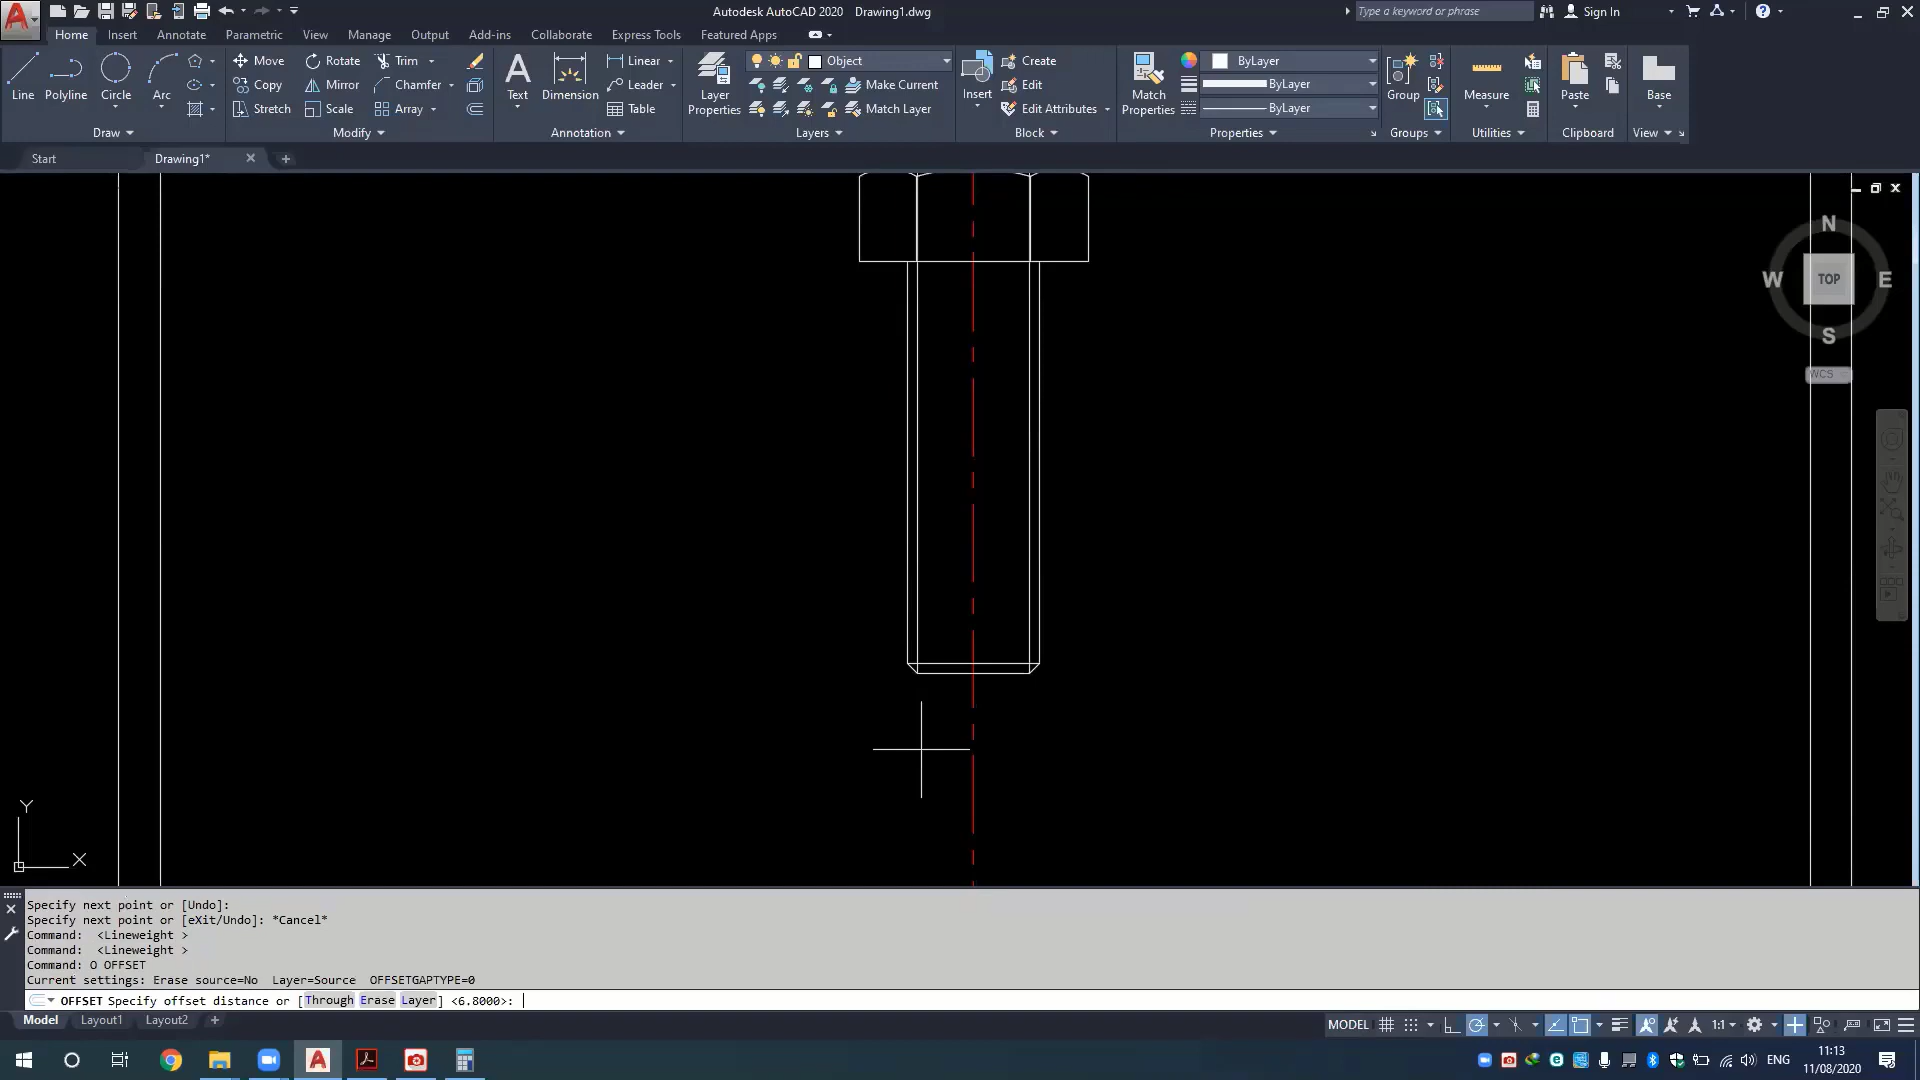 Autodesk AutoCAD 2020 Drawing1.dwg
Type a keyword or phrase
Sign In
Home Insert Annotate Parametric View Manage Output Add-ins Collaborate Express Tools Featured Apps
Line Polyline Circle Arc
Move Rotate Trim
Copy Mirror Chamfer
Stretch Scale Array
Text Dimension
Linear
Leader
Table
Layer Properties
Object
Make Current
Match Layer
Insert
Create
Edit
Edit Attributes
Match Properties
ByLayer
ByLayer
ByLayer
Group
Measure
Paste
Base
Draw Modify Annotation Layers Block Properties Groups Utilities Clipboard View
Start Drawing1*
N
W TOP E
S
WCS
Y
X
Specify next point or [Undo]:
Specify next point or [eXit/Undo]: *Cancel*
Command: <Lineweight >
Command: <Lineweight >
Command: O OFFSET
Current settings: Erase source=No Layer=Source OFFSETGAPTYPE=0
OFFSET Specify offset distance or [Through Erase Layer] <6.8000>:
Model Layout1 Layout2
MODEL 1:1
ENG
11:13
11/08/2020